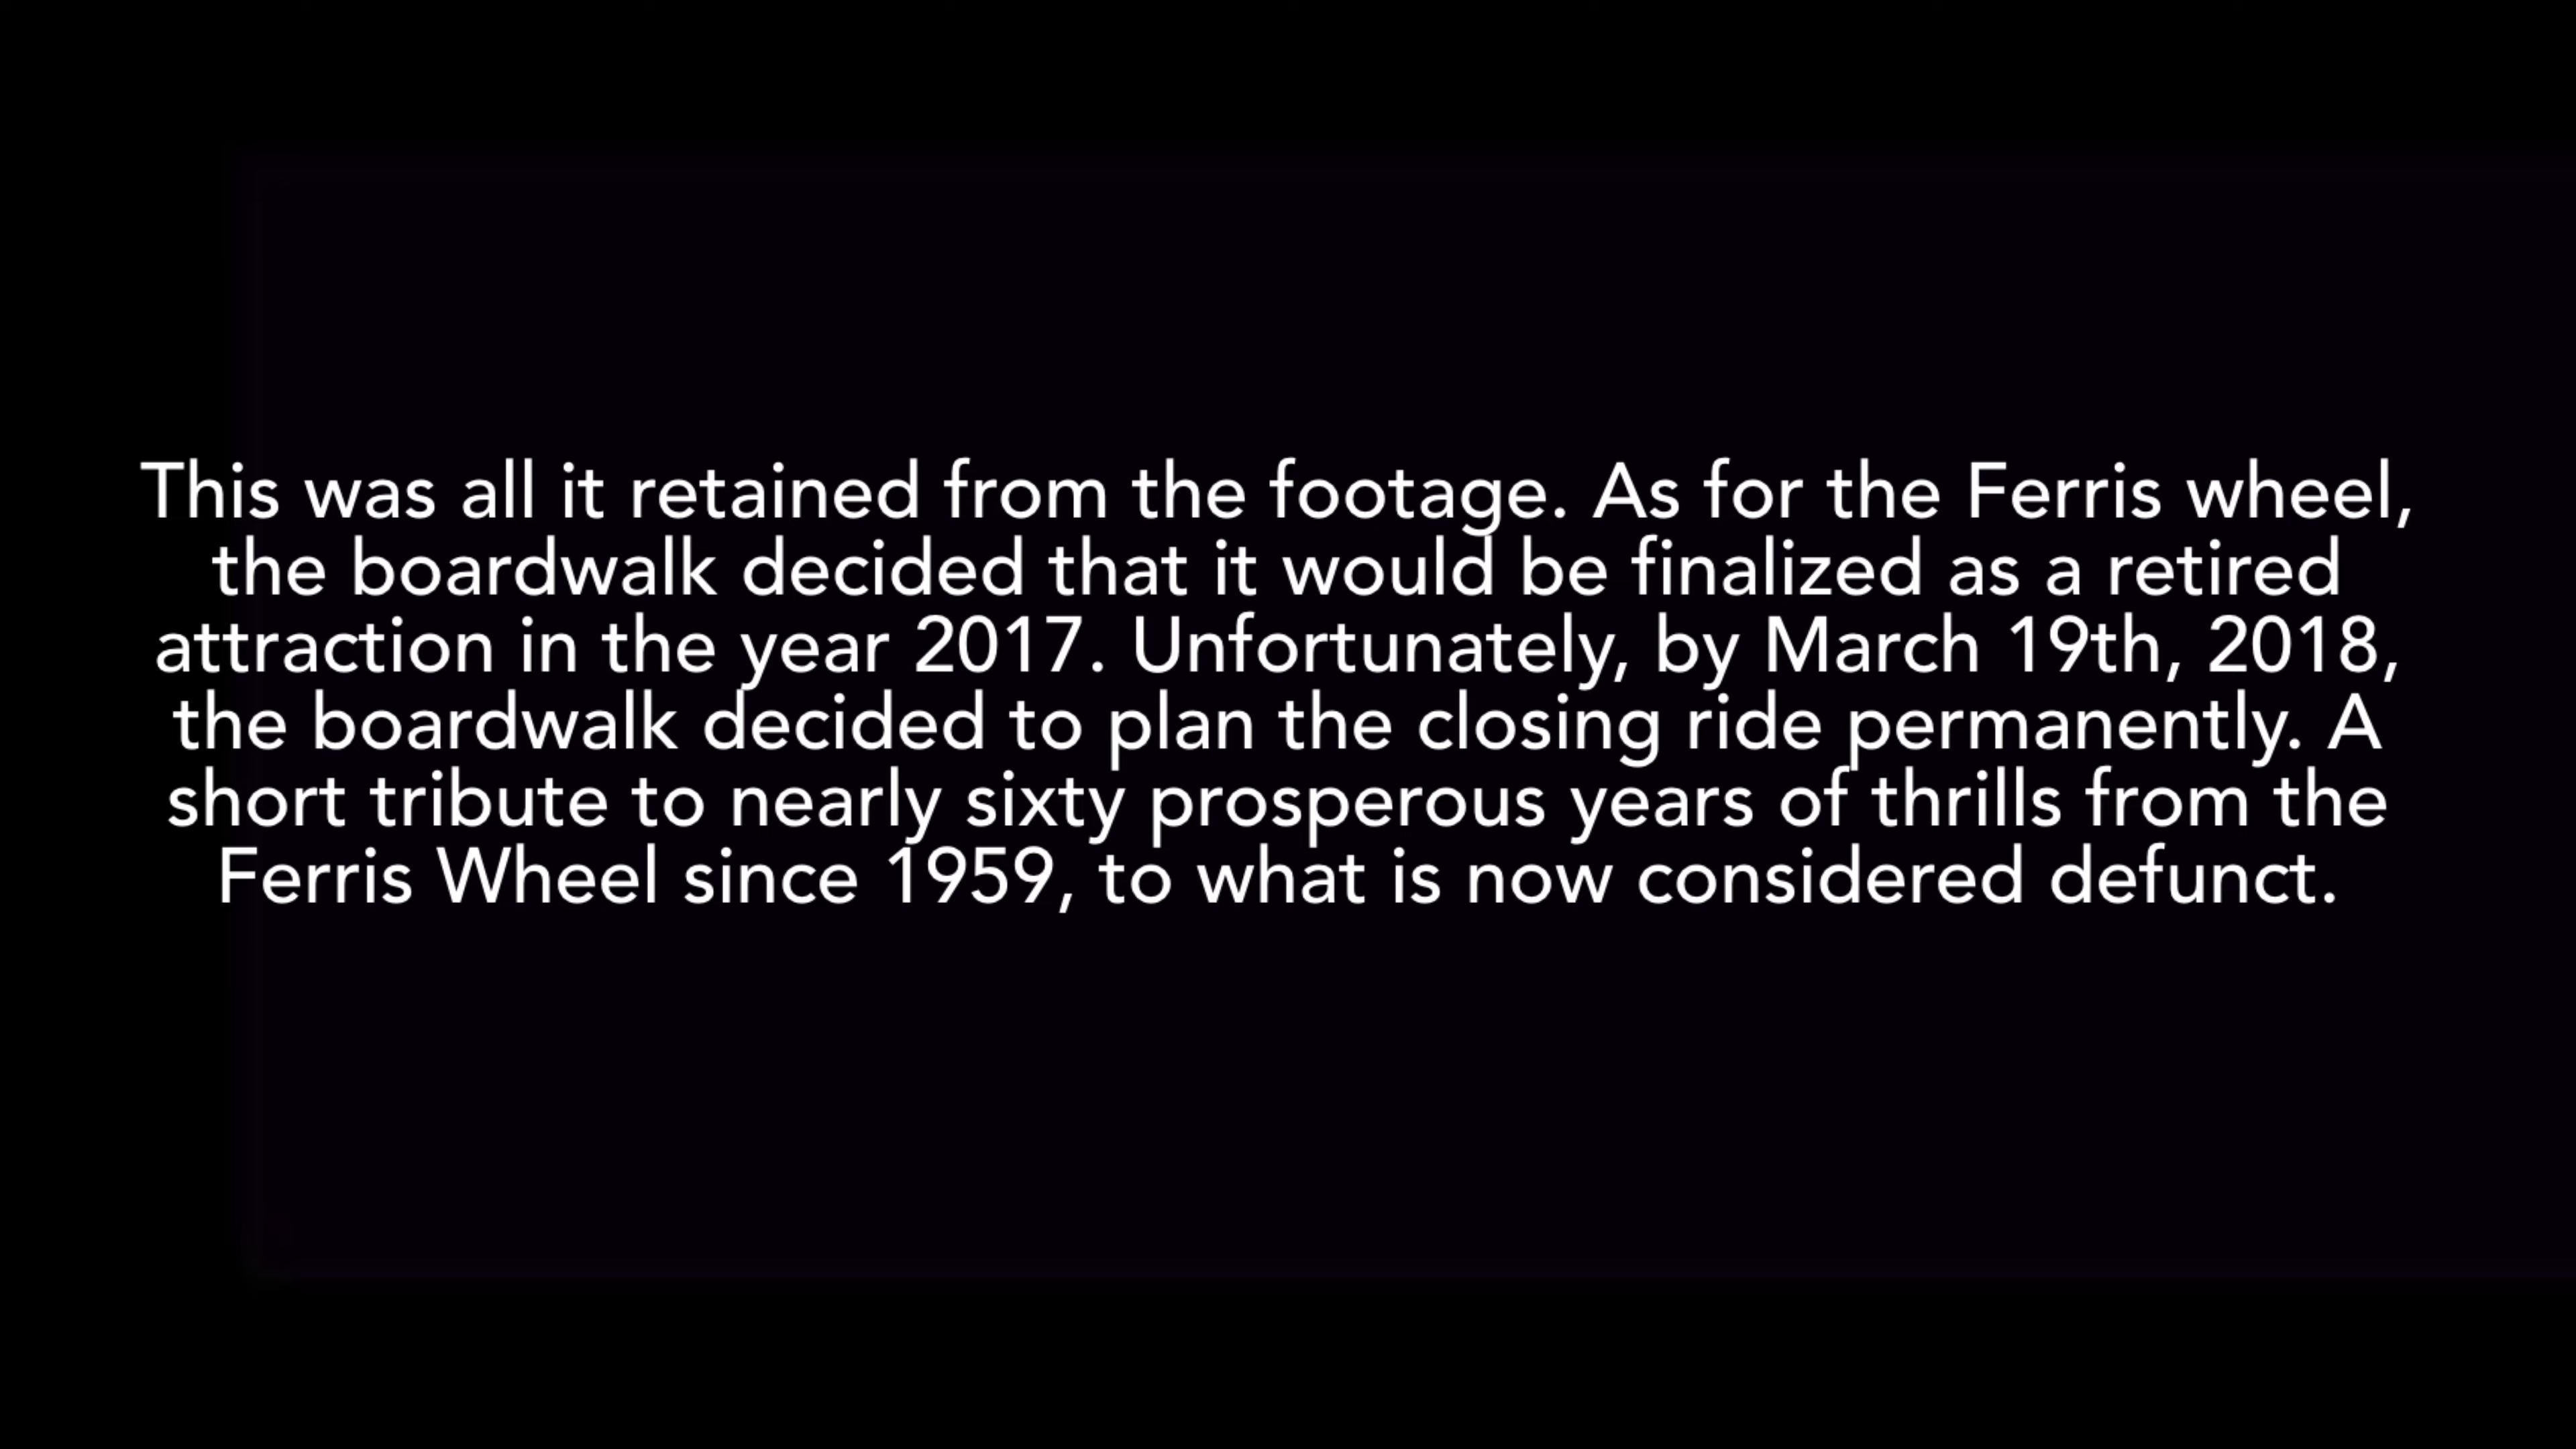 This was all it retained from the footage. As for the Ferris wheel,
the boardwalk decided that it would be finalized as a retired
attraction in the year 2017. Unfortunately, by March 19th, 2018,
the boardwalk decided to plan the closing ride permanently. A
short tribute to nearly sixty prosperous years of thrills from the
Ferris Wheel since 1959, to what is now considered defunct.